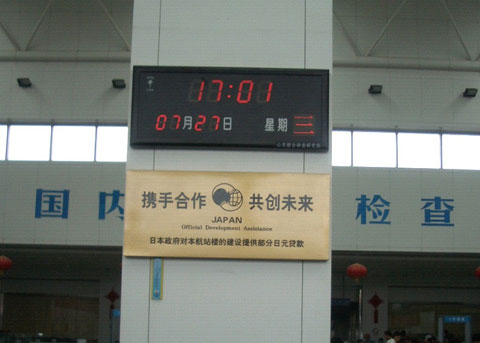 17:01
07月27日 星期三
国内 检查
携手合作 共创未来
JAPAN
Official Development Assistance
日本政府对本航站楼的建设提供部分日元贷款